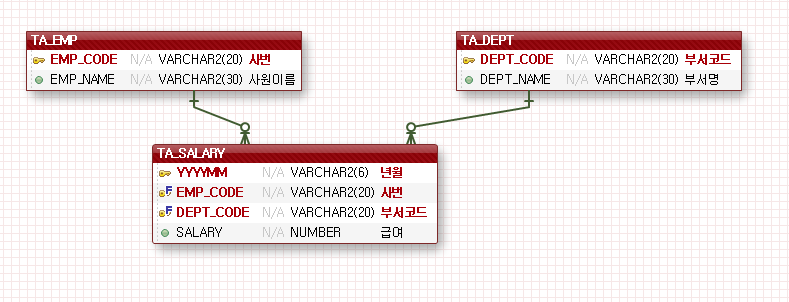 TA_EMP
EMP_CODE N/A VARCHAR2(20) 사번
EMP_NAME N/A VARCHAR2(30) 사원이름
TA_DEPT
DEPT_CODE N/A VARCHAR2(20) 부서코드
DEPT_NAME N/A VARCHAR2(30) 부서명
TA_SALARY
YYYYMM N/A VARCHAR2(6) 년월
F EMP_CODE N/A VARCHAR2(20) 사번
F DEPT_CODE N/A VARCHAR2(20) 부서코드
SALARY N/A NUMBER 급여